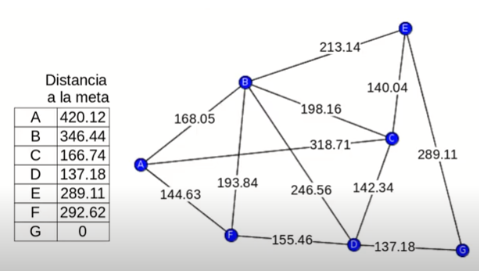 Distancia
a la meta
A 420.12
B 346.44
C 166.74
D 137.18
E 289.11
F 292.62
G 0
E
213.14
B
140.04
198.16
168.05
C
318.71
289.11
A
193.84
246.56
142.34
144.63
F
155.46
D
137.18
G